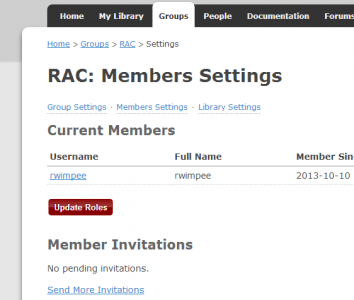 Home My Library Groups People Documentation Forums
Home > Groups > RAC > Settings
RAC: Members Settings
Group Settings · Members Settings · Library Settings
Current Members
Username Full Name Member Sin
rwimpee rwimpee 2013-10-10
Update Roles
Member Invitations
No pending invitations.
Send More Invitations